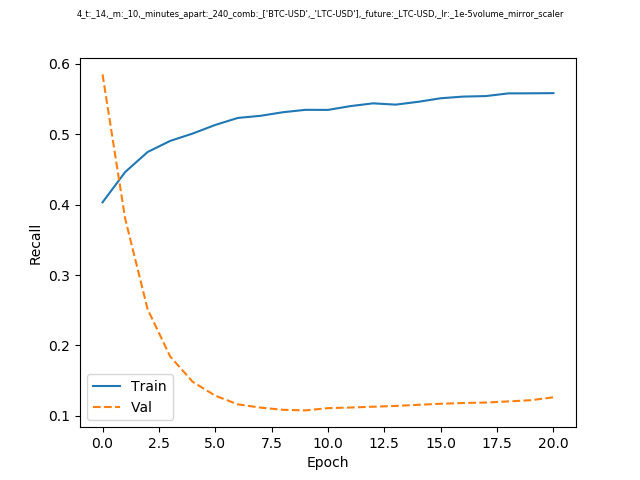 4_t:_14,_m:_10,_minutes_apart:_240_comb:_['BTC-USD',_'LTC-USD'],_future:_LTC-USD,_lr:_1e-5volume_mirror_scaler
0.6
0.5
0.4
0.3
0.2
0.1
Recall
Train
Val
0.0 2.5 5.0 7.5 10.0 12.5 15.0 17.5 20.0
Epoch